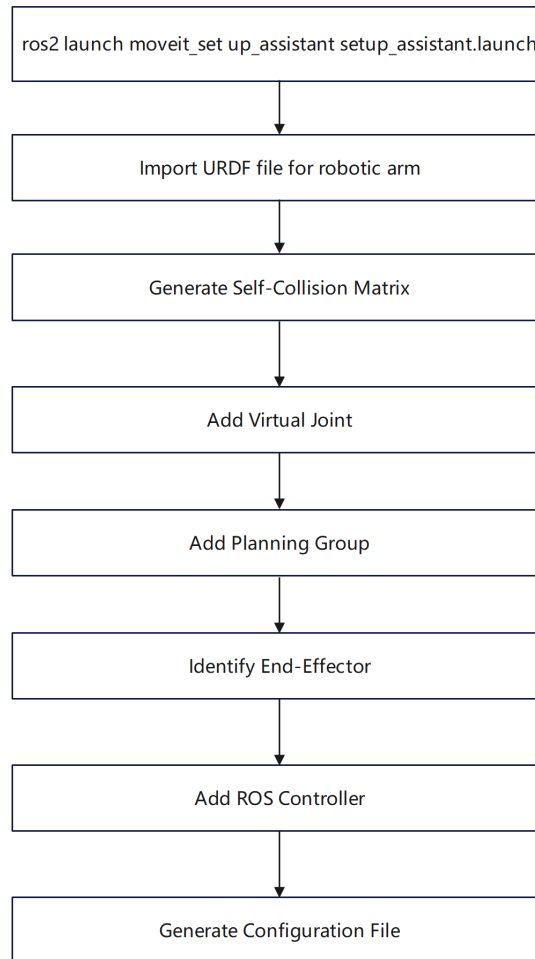 ros2 launch moveit_set up_assistant setup_assistant.launch
Import URDF file for robotic arm
Generate Self-Collision Matrix
Add Virtual Joint
Add Planning Group
Identify End-Effector
Add ROS Controller
Generate Configuration File